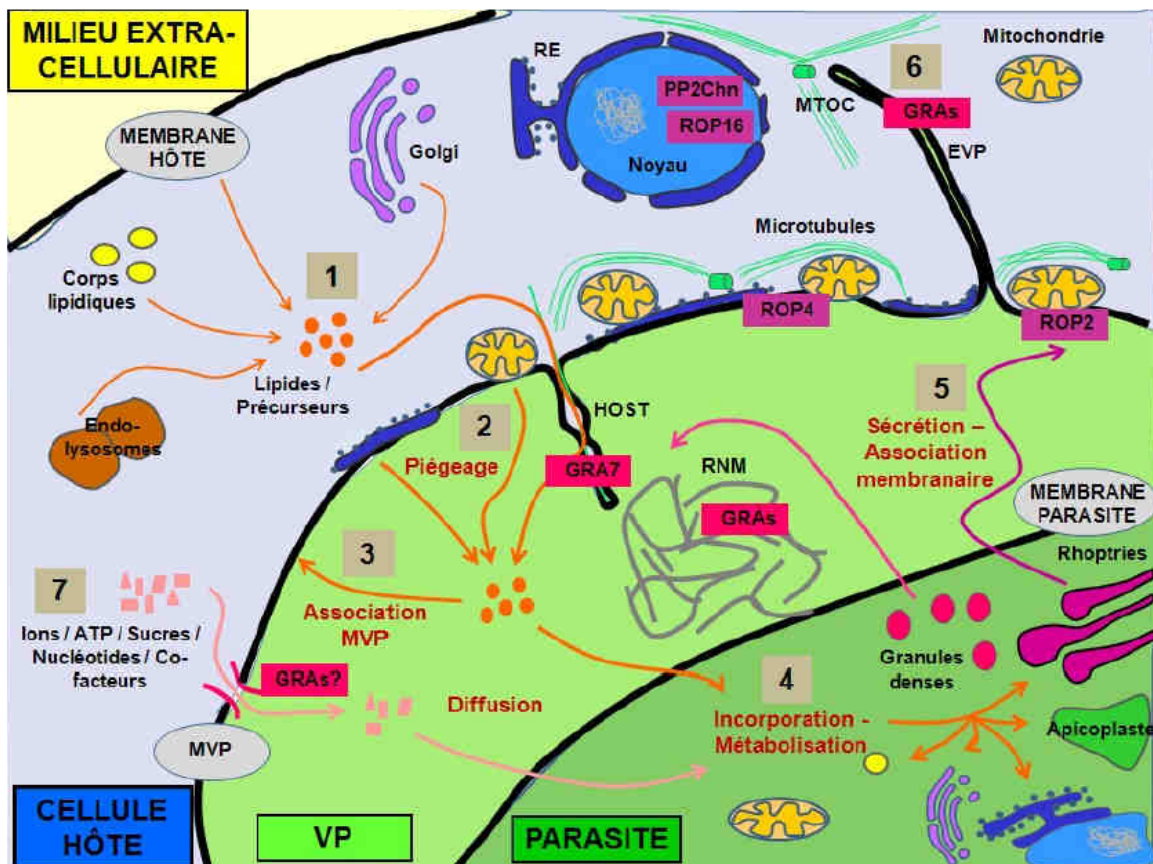 MILIEU EXTRA-
CELLULAIRE
MEMBRANE
HÔTE
Golgi
RE
PP2Chn
ROP16
Noyau
MTOC
6
GRAs
EVP
Mitochondrie
Corps
lipidiques
1
Lipides /
Précurseurs
Endo-
lysosomes
Microtubules
ROP4
ROP2
2
Piégeage
HOST
GRA7
RNM
GRAs
5
Sécrétion –
Association
membranaire
MEMBRANE
PARASITE
Rhoptries
3
Association
MVP
7
Ions / ATP / Sucres /
Nucléotides / Co-
facteurs
GRAs?
Diffusion
MVP
Granules
denses
4
Incorporation -
Métabolisation
Apicoplaste
CELLULE
HÔTE
VP
PARASITE